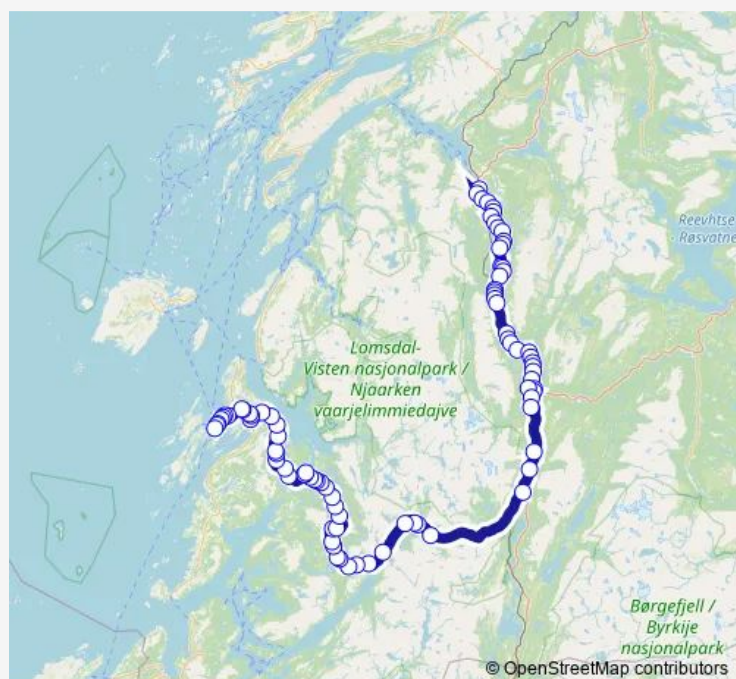 Reevhtse
Røsvatne
Lomsdal-
Visten nasjonalpark /
Njaarken
vaarjelimmiedajve
Børgefjell /
Byrkije
nasjonalpark
© OpenStreetMap contributors